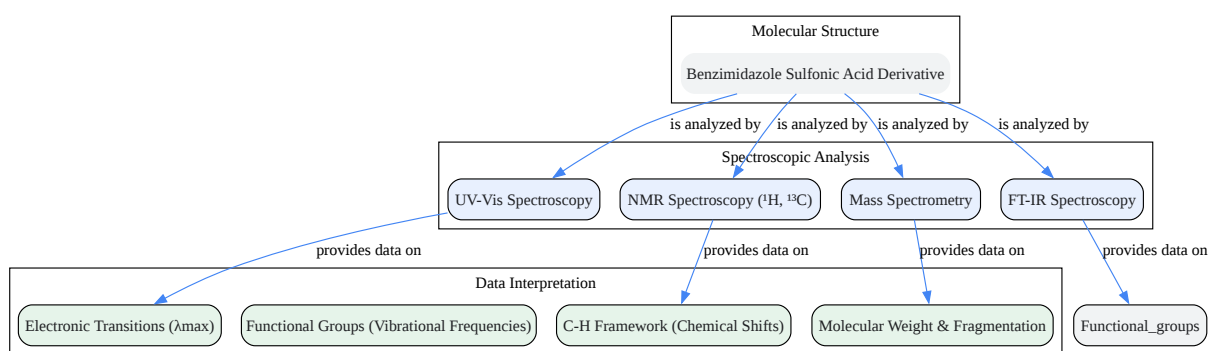 Molecular Structure
Benzimidazole Sulfonic Acid Derivative
is analyzed by
is analyzed by
is analyzed by
is analyzed by
Spectroscopic Analysis
UV-Vis Spectroscopy
NMR Spectroscopy (¹H, ¹³C)
Mass Spectrometry
FT-IR Spectroscopy
provides data on
provides data on
provides data on
provides data on
Data Interpretation
Electronic Transitions (λmax)
Functional Groups (Vibrational Frequencies)
C-H Framework (Chemical Shifts)
Molecular Weight & Fragmentation
Functional_groups